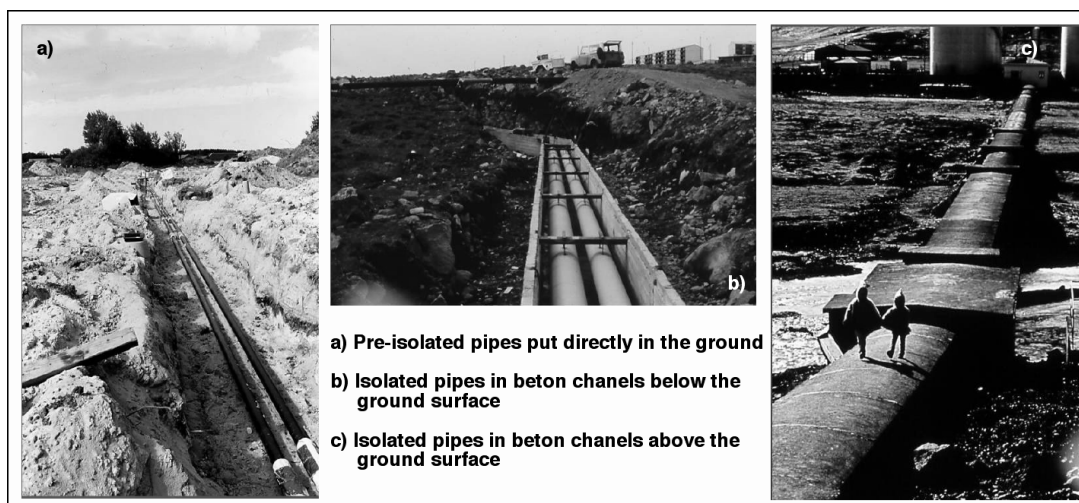 a)
b)
c)
a) Pre-isolated pipes put directly in the ground
b) Isolated pipes in beton chanels below the
ground surface
c) Isolated pipes in beton chanels above the
ground surface